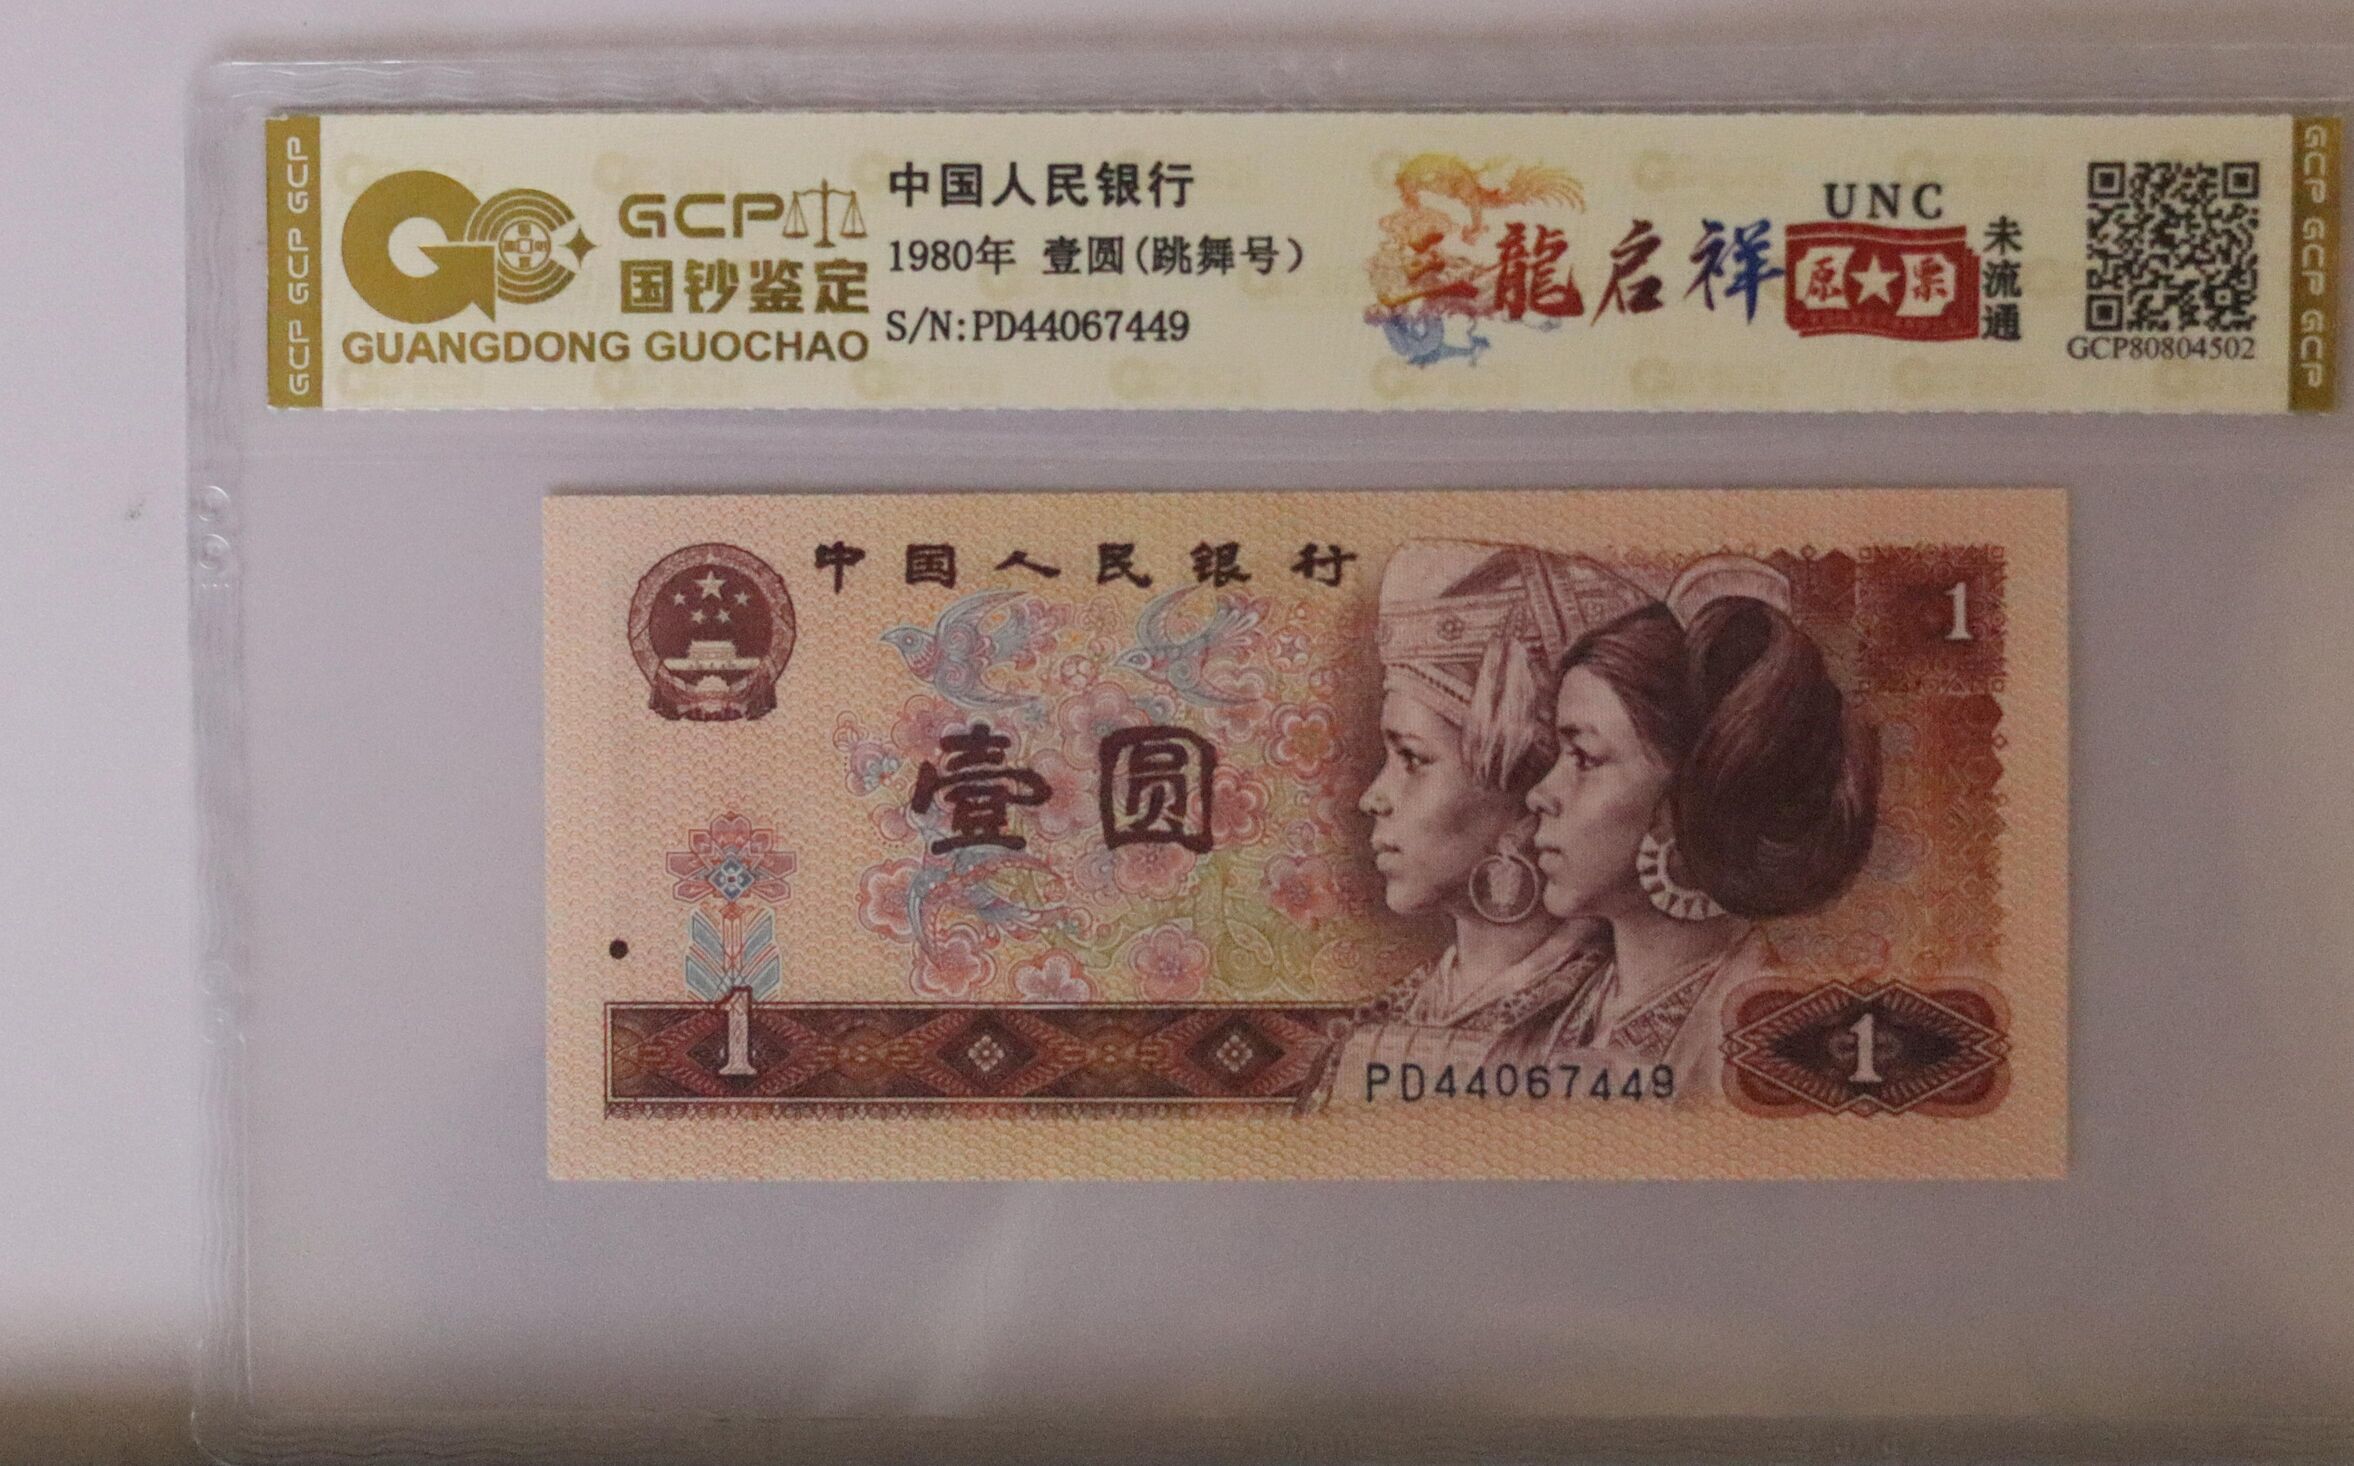 GCP GCP GCP
GCP
国钞鉴定
GUANGDONG GUOCHAO
中国人民银行
1980年 壹圆(跳舞号)
S/N:PD44067449
三龍启祥
UNC
原★票
未流通
GCP80804502
GCP GCP GCP
中国人民银行
1
壹圆
1
PD44067449
1